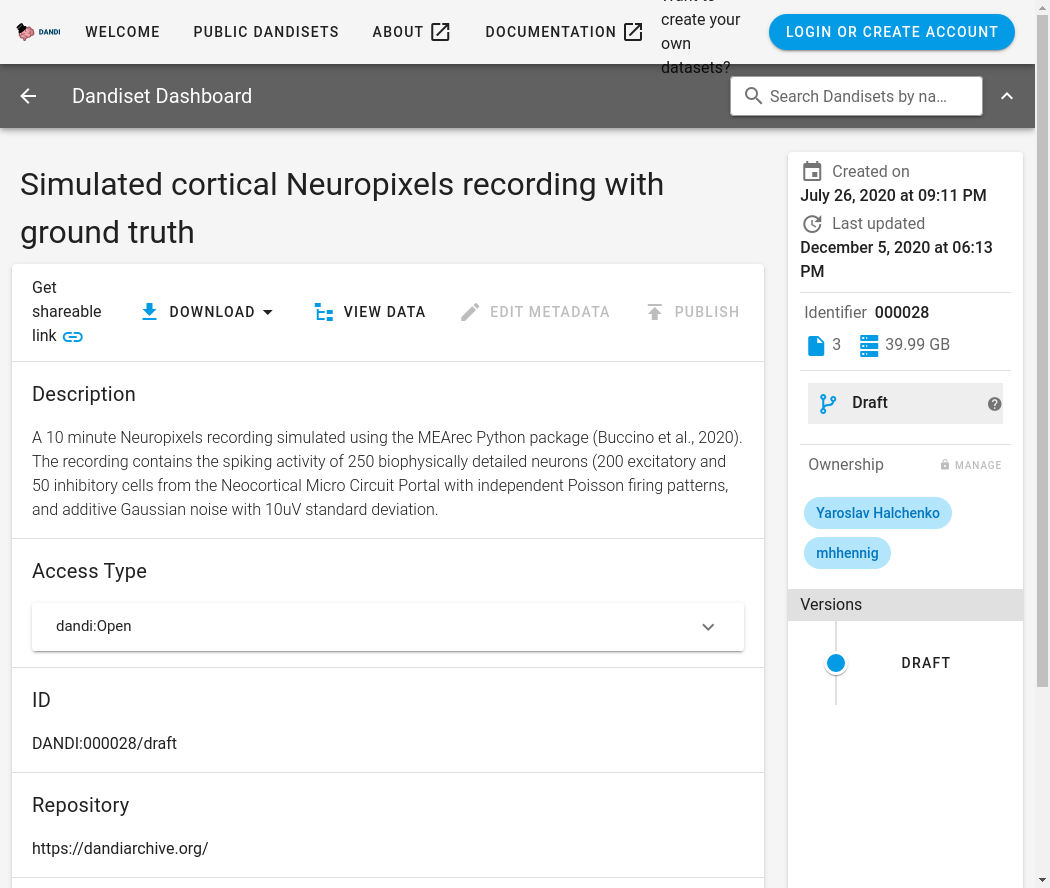 DANDI
WELCOME
PUBLIC DANDISETS
ABOUT
DOCUMENTATION
create your
own
datasets?
LOGIN OR CREATE ACCOUNT
Dandiset Dashboard
Search Dandisets by na…
Simulated cortical Neuropixels recording with
ground truth
Get
shareable
link
DOWNLOAD
VIEW DATA
EDIT METADATA
PUBLISH
Description
A 10 minute Neuropixels recording simulated using the MEArec Python package (Buccino et al., 2020).
The recording contains the spiking activity of 250 biophysically detailed neurons (200 excitatory and
50 inhibitory cells from the Neocortical Micro Circuit Portal with independent Poisson firing patterns,
and additive Gaussian noise with 10uV standard deviation.
Access Type
dandi:Open
ID
DANDI:000028/draft
Repository
https://dandiarchive.org/
Created on
July 26, 2020 at 09:11 PM
Last updated
December 5, 2020 at 06:13
PM
Identifier 000028
3 39.99 GB
Draft
Ownership
MANAGE
Yaroslav Halchenko
mhhennig
Versions
DRAFT